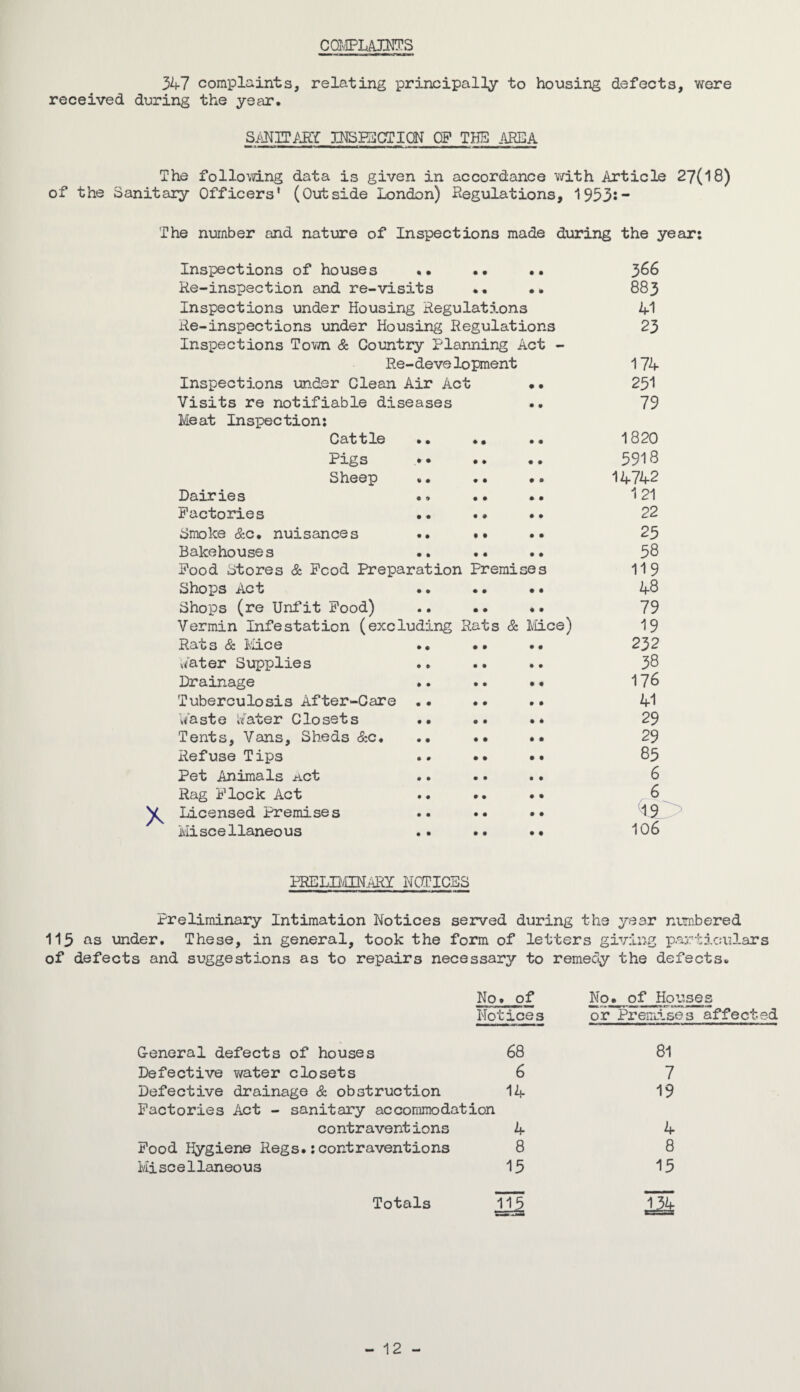 COMPLAINTS
347 complaints, relating principally to housing defects, were
received during the year.
SANITARY INSPECTION OF THE AREA
The following data is given in accordance with Article 27(18)
of the Sanitary Officers' (Outside London) Regulations, 1953:-
The number and nature of Inspections made during the year:
Inspections of houses .. .. .. 366
Re-inspection and re-visits .. .. 883
Inspections under Housing Regulations 41
Re-inspections under Housing Regulations 23
Inspections Town & Country Planning Act -
Re-development 174
Inspections under Clean Air Act .. 251
Visits re notifiable diseases .. 79
Meat Inspection:
Cattle .. .. .. 1820
Pigs .. .. .. 5918
Sheep .. .. .. 14742
Dairies .. .. .. 121
Factories .. .. .. 22
Smoke &c. nuisances .. .. .. 25
Bakehouses .. .. .. 58
Food Stores & Food Preparation Premises 119
Shops Act .. .. .. 48
Shops (re Unfit Food) .. .. .. 79
Vermin Infestation (excluding Rats & Mice) 19
Rats & Mice .. .. .. 232
Water Supplies .. .. .. 38
Drainage .. .. .. 176
Tuberculosis After-Care .. .. .. 41
Waste Water Closets .. .. .. 29
Tents, Vans, Sheds &c. .. .. .. 29
Refuse Tips .. .. .. 85
Pet Animals Act .. .. .. 6
Rag Flock Act .. .. .. 6
X Licensed Premises .. .. .. 19
Miscellaneous .. .. .. 106
PRELIMINARY NOTICES
Preliminary Intimation Notices served during the year numbered
115 as under. These, in general, took the form of letters giving particulars
of defects and suggestions as to repairs necessary to remedy the defects.
No. of No. of Houses
Notices or Premises affected
General defects of houses 68 81
Defective water closets 6 7
Defective drainage & obstruction 14 19
Factories Act - sanitary accommodation
contraventions 4 4
Food Hygiene Regs.:contraventions 8 8
Miscellaneous 15 15
Totals 115 134
- 12 -